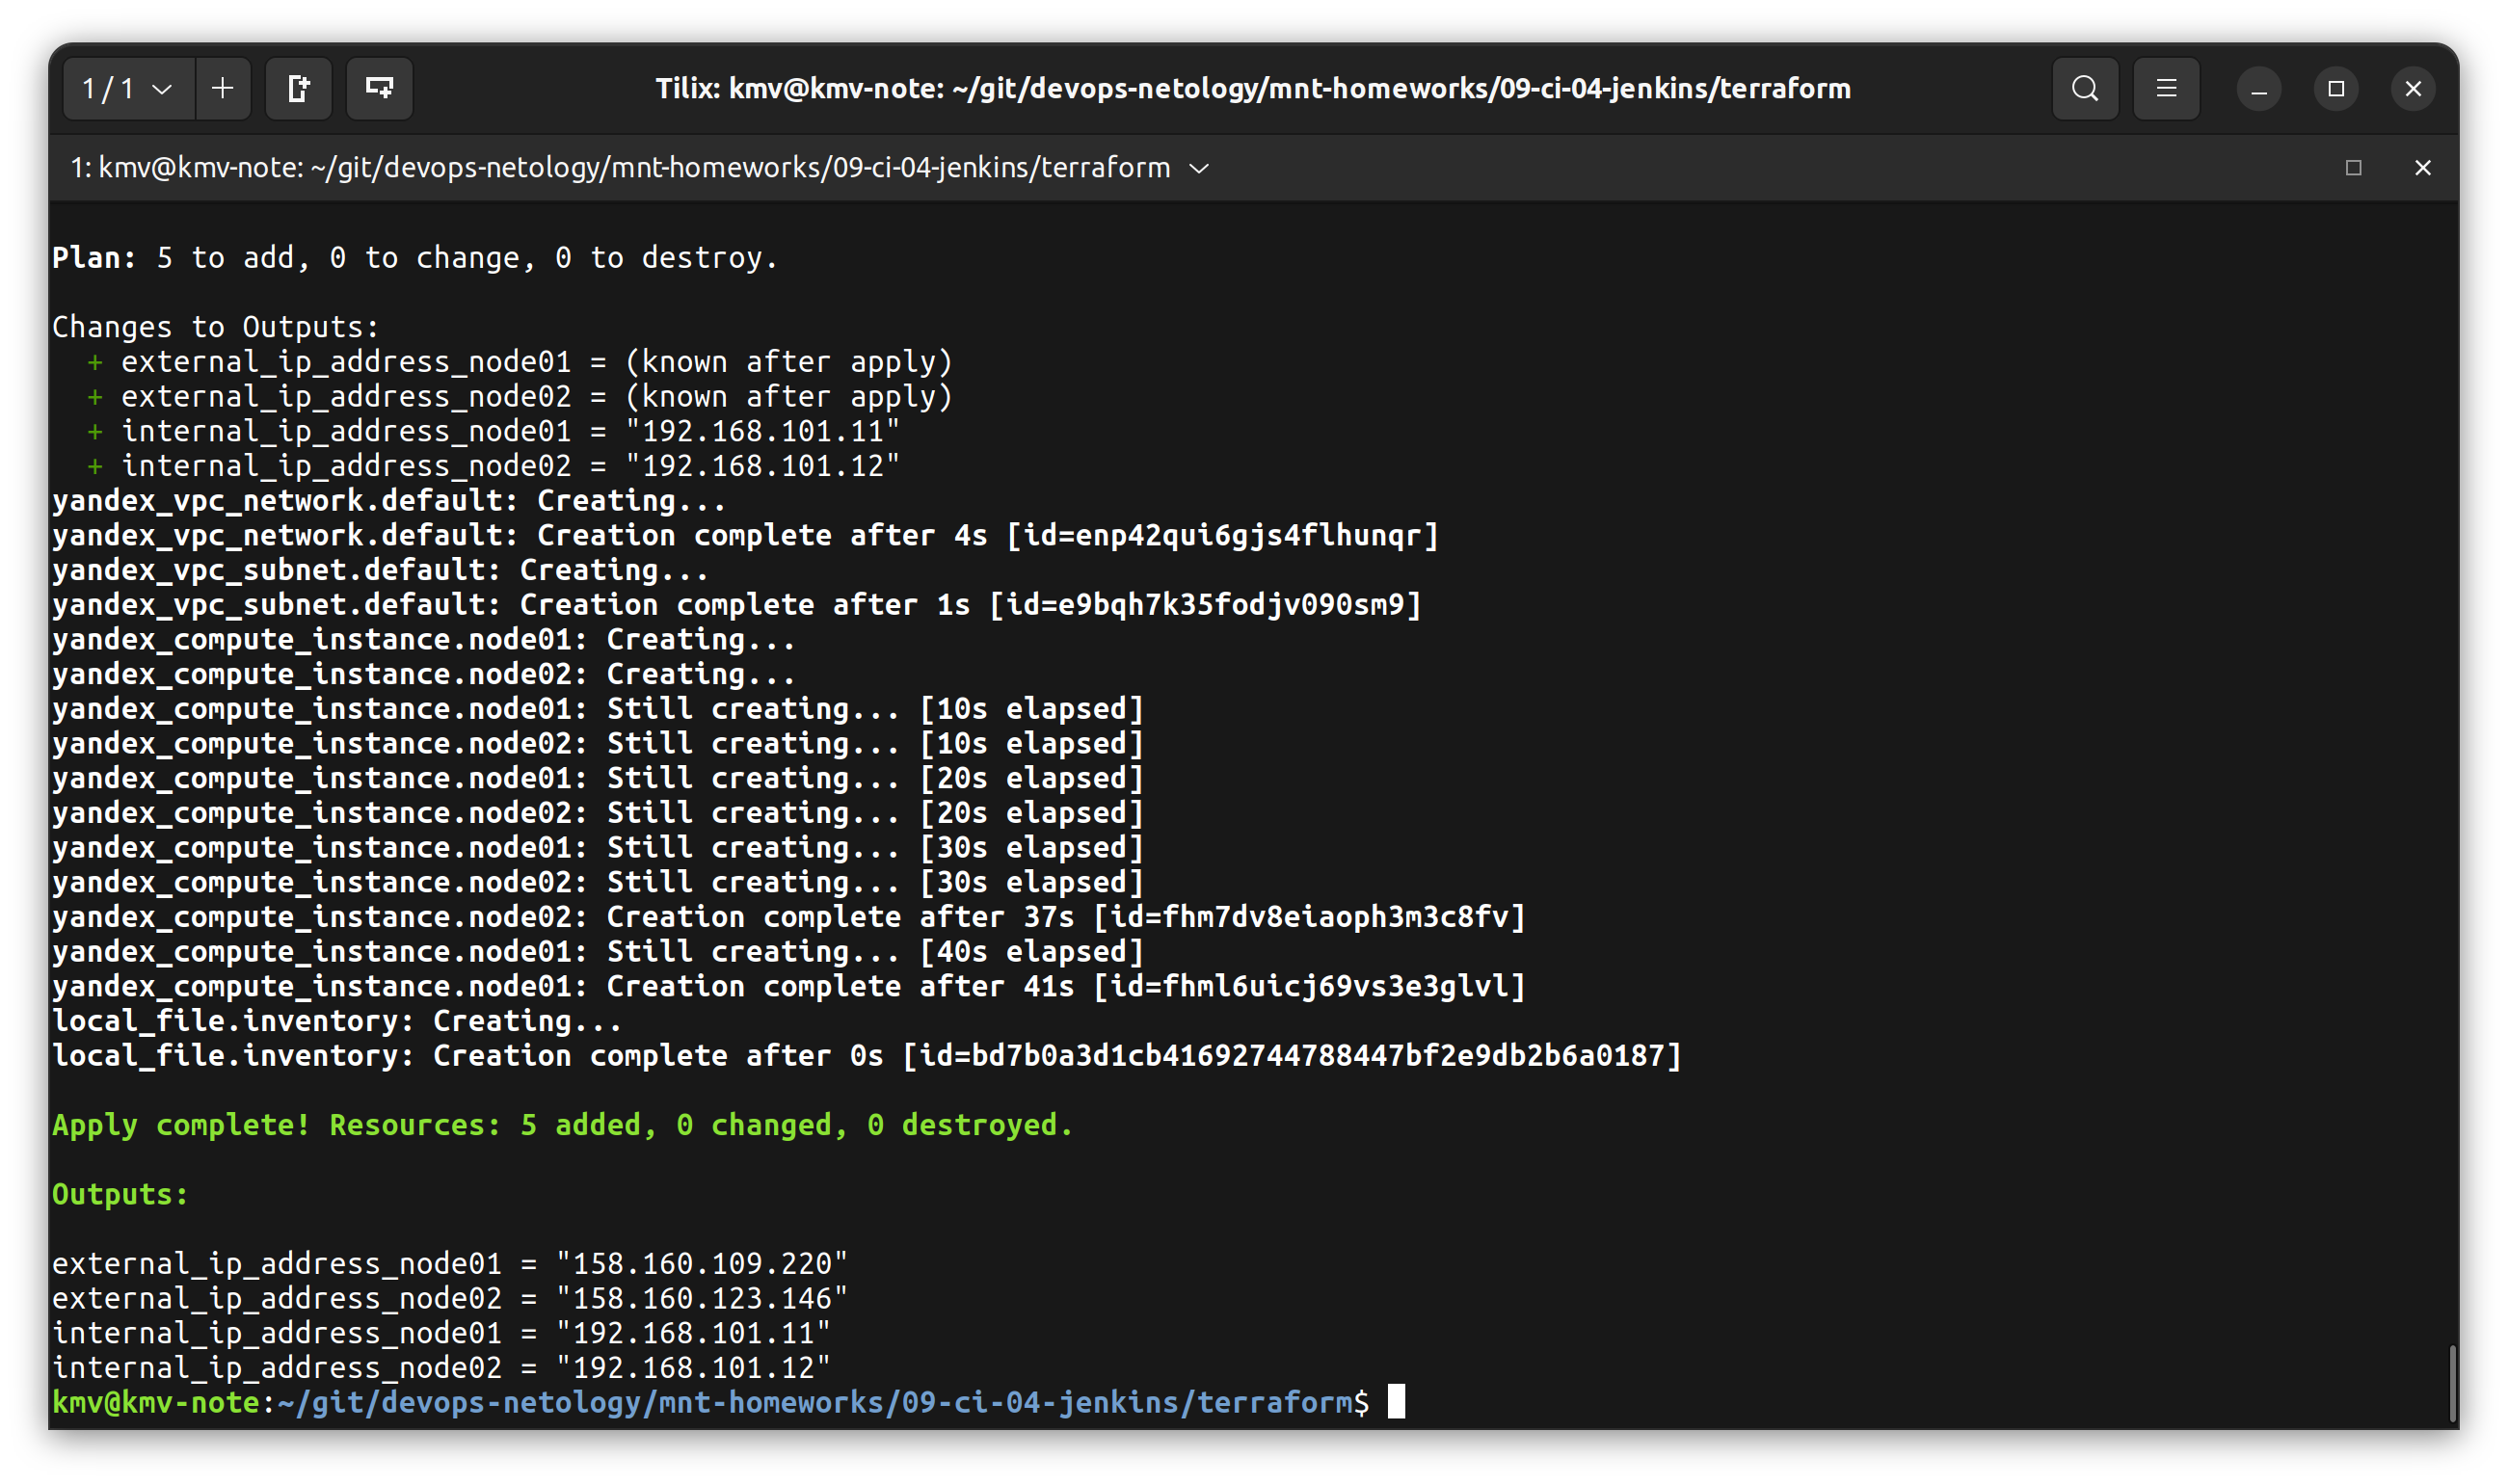 1 / 1
Tilix: kmv@kmv-note: ~/git/devops-netology/mnt-homeworks/09-ci-04-jenkins/terraform
1: kmv@kmv-note: ~/git/devops-netology/mnt-homeworks/09-ci-04-jenkins/terraform
Plan: 5 to add, 0 to change, 0 to destroy.
Changes to Outputs:
+ external_ip_address_node01 = (known after apply)
+ external_ip_address_node02 = (known after apply)
+ internal_ip_address_node01 = "192.168.101.11"
+ internal_ip_address_node02 = "192.168.101.12"
yandex_vpc_network.default: Creating...
yandex_vpc_network.default: Creation complete after 4s [id=enp42qui6gjs4flhunqr]
yandex_vpc_subnet.default: Creating...
yandex_vpc_subnet.default: Creation complete after 1s [id=e9bqh7k35fodjv090sm9]
yandex_compute_instance.node01: Creating...
yandex_compute_instance.node02: Creating...
yandex_compute_instance.node01: Still creating... [10s elapsed]
yandex_compute_instance.node02: Still creating... [10s elapsed]
yandex_compute_instance.node01: Still creating... [20s elapsed]
yandex_compute_instance.node02: Still creating... [20s elapsed]
yandex_compute_instance.node01: Still creating... [30s elapsed]
yandex_compute_instance.node02: Still creating... [30s elapsed]
yandex_compute_instance.node02: Creation complete after 37s [id=fhm7dv8eiaoph3m3c8fv]
yandex_compute_instance.node01: Still creating... [40s elapsed]
yandex_compute_instance.node01: Creation complete after 41s [id=fhml6uicj69vs3e3glvl]
local_file.inventory: Creating...
local_file.inventory: Creation complete after 0s [id=bd7b0a3d1cb41692744788447bf2e9db2b6a0187]
Apply complete! Resources: 5 added, 0 changed, 0 destroyed.
Outputs:
external_ip_address_node01 = "158.160.109.220"
external_ip_address_node02 = "158.160.123.146"
internal_ip_address_node01 = "192.168.101.11"
internal_ip_address_node02 = "192.168.101.12"
kmv@kmv-note:~/git/devops-netology/mnt-homeworks/09-ci-04-jenkins/terraform$